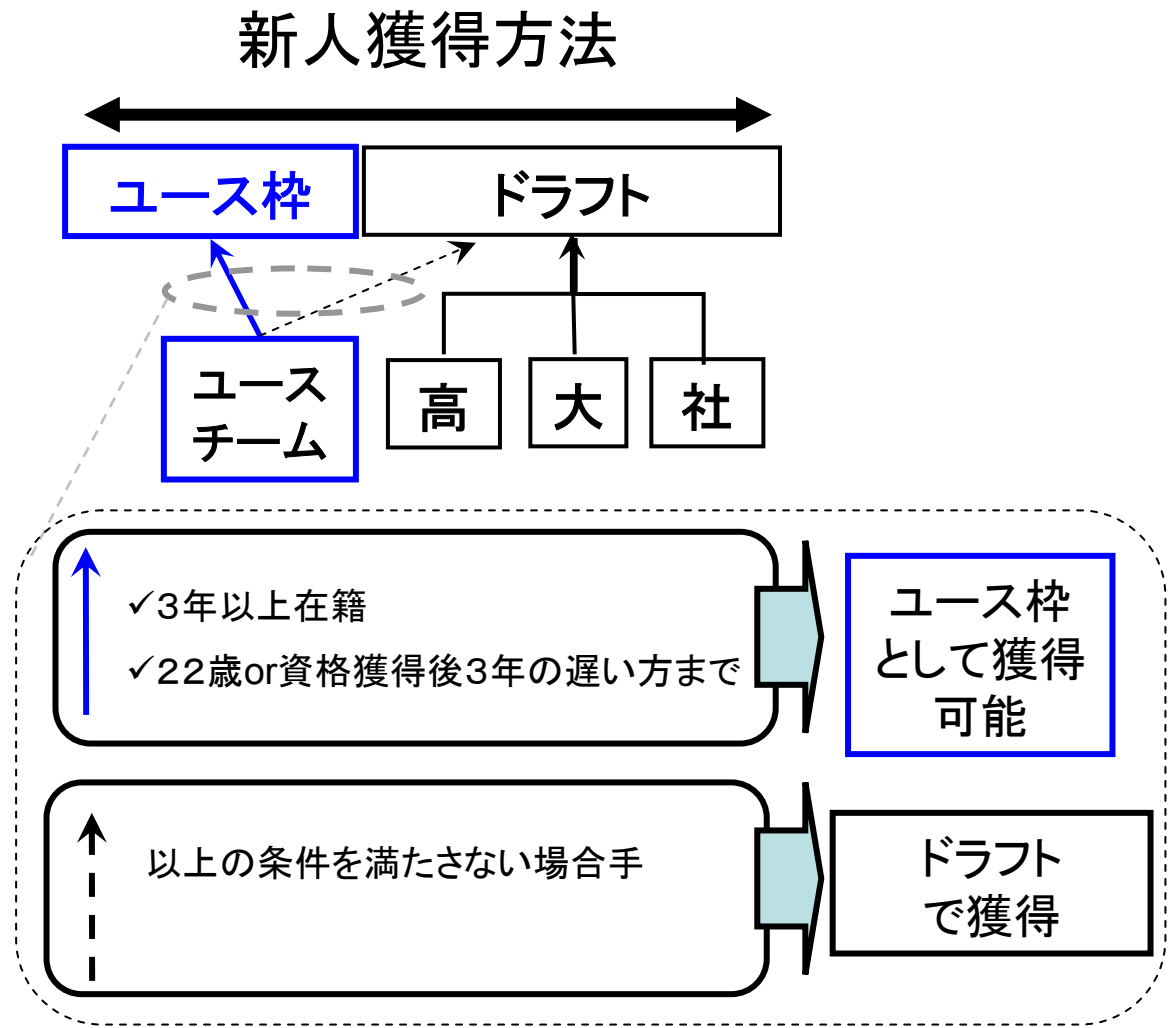 新人獲得方法
ユース枠
ドラフト
ユース
チーム
高
大
社
✓3年以上在籍
✓22歳or資格獲得後3年の遅い方まで
ユース枠
として獲得
可能
以上の条件を満たさない場合手
ドラフト
で獲得